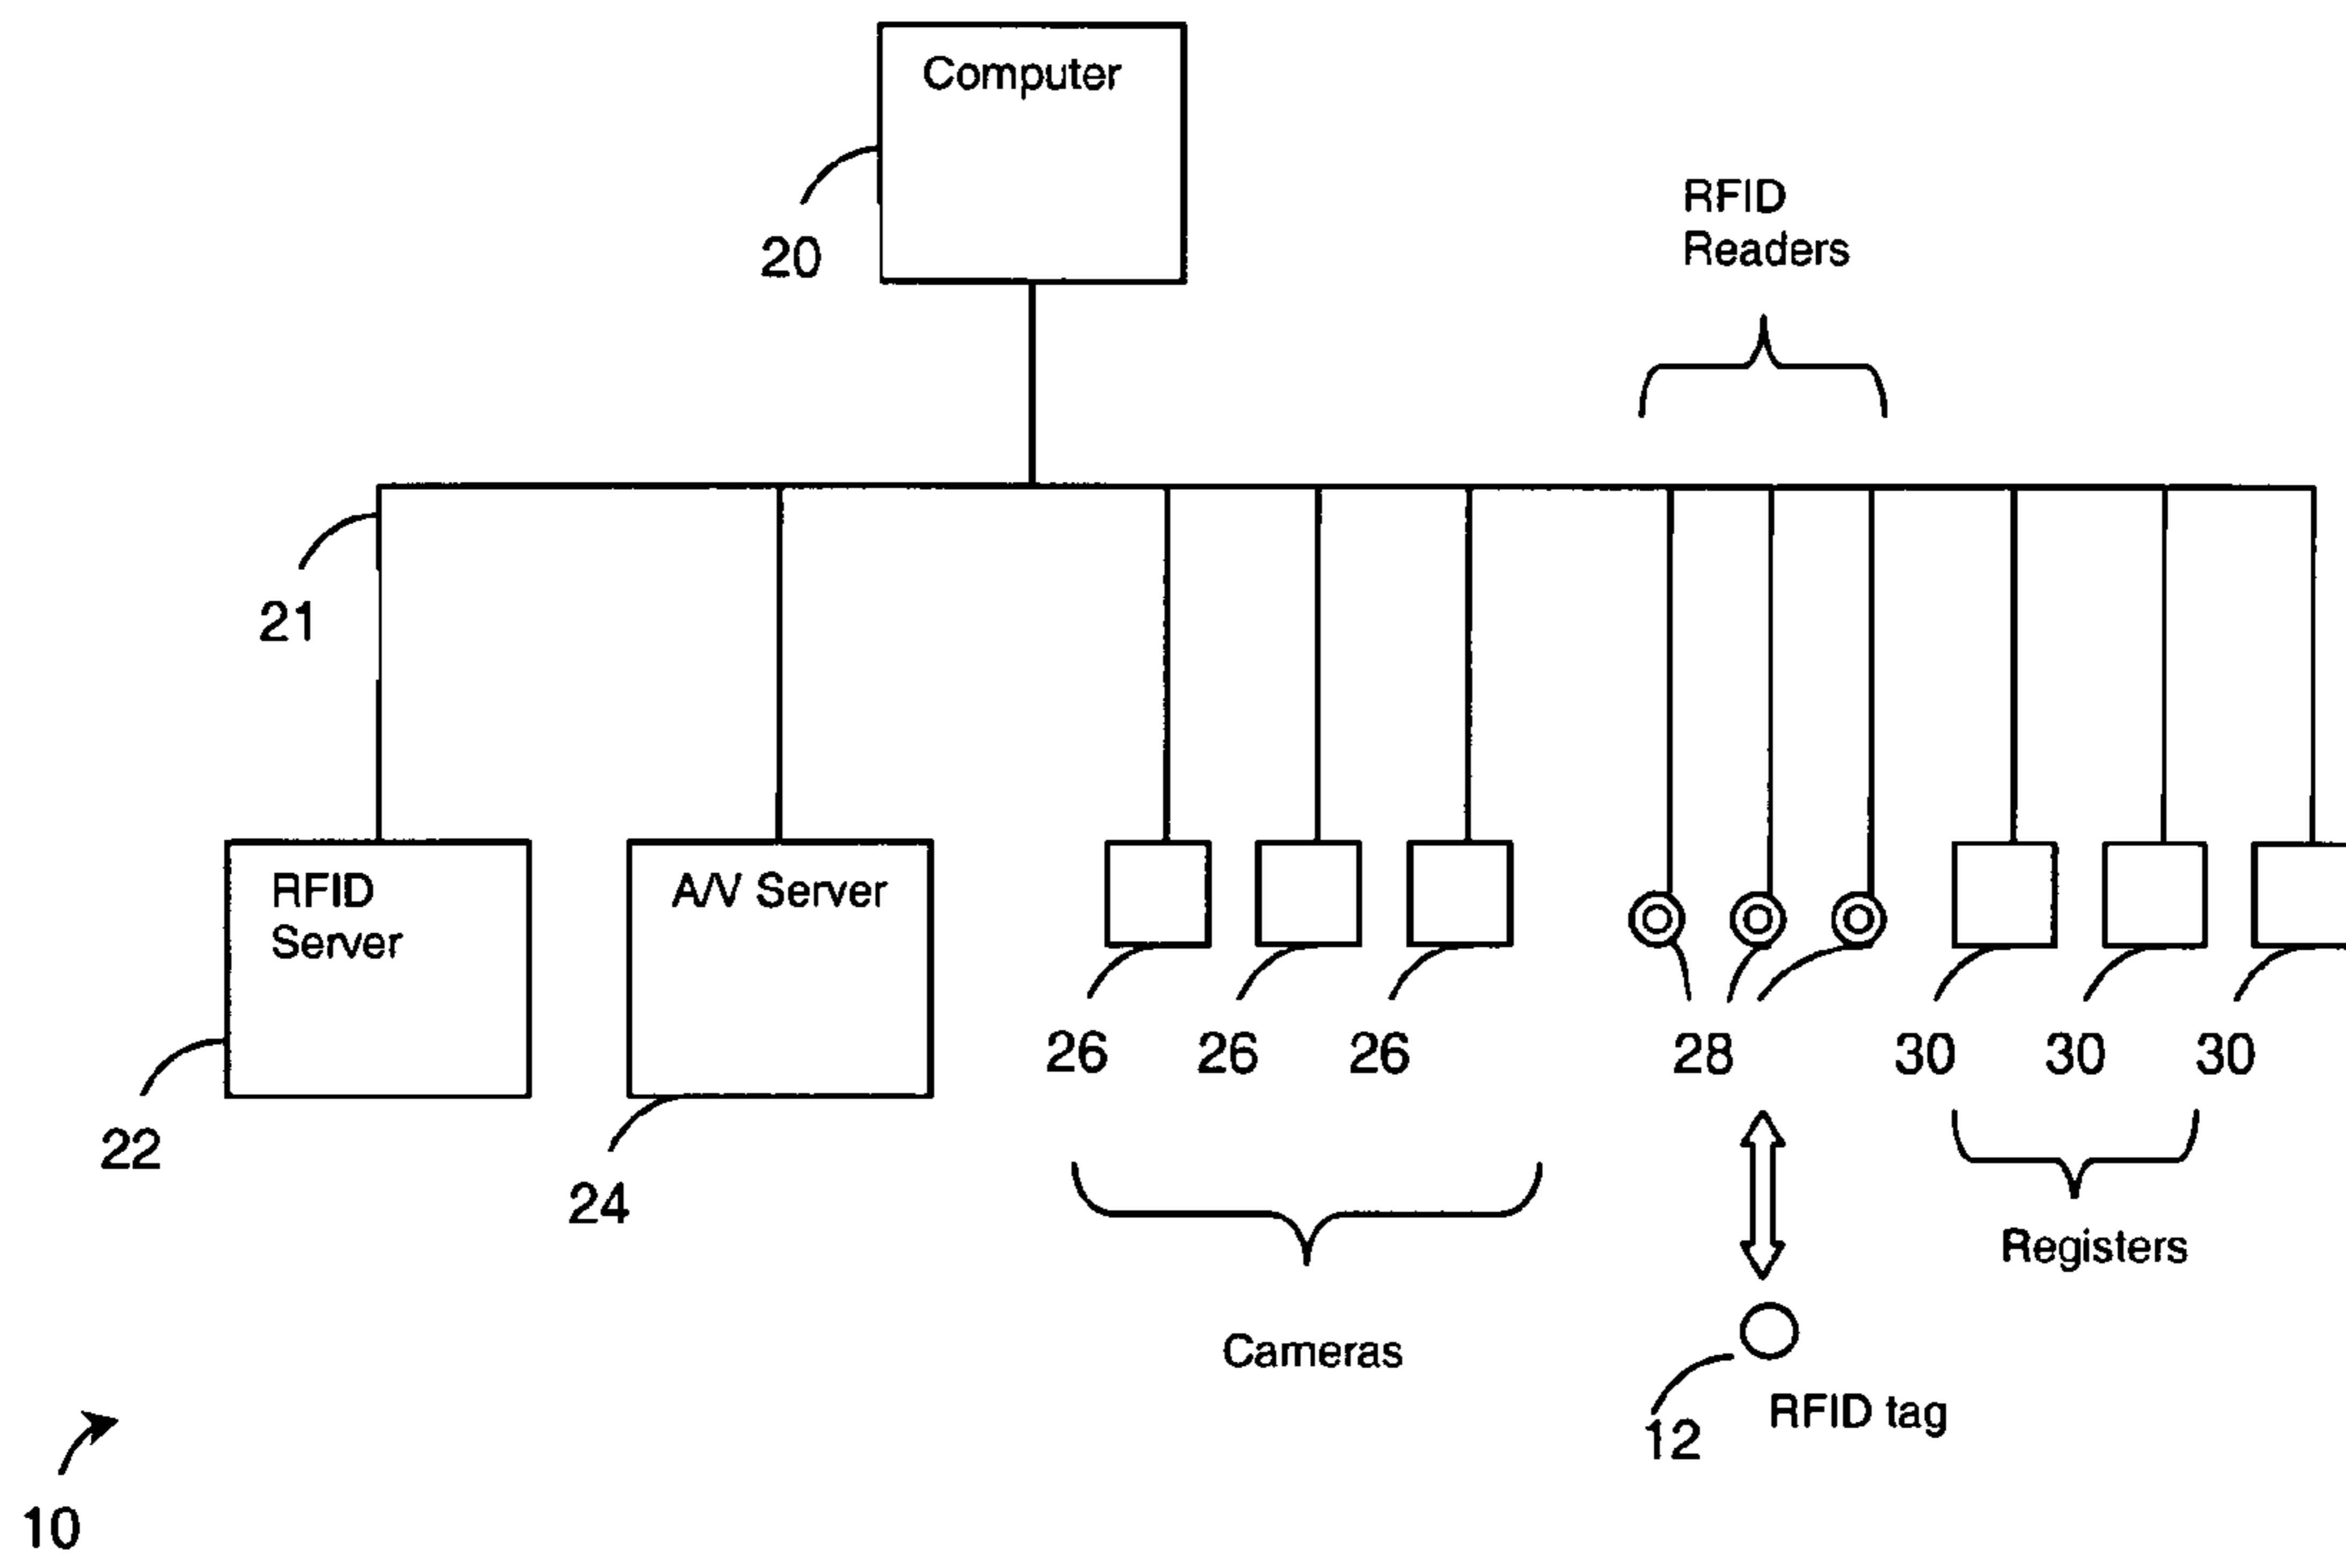 Computer
20
RFID
Readers
21
RFID
Server
A/V Server
26
26
26
28
30
30
30
22
24
Registers
Cameras
12
RFID tag
10